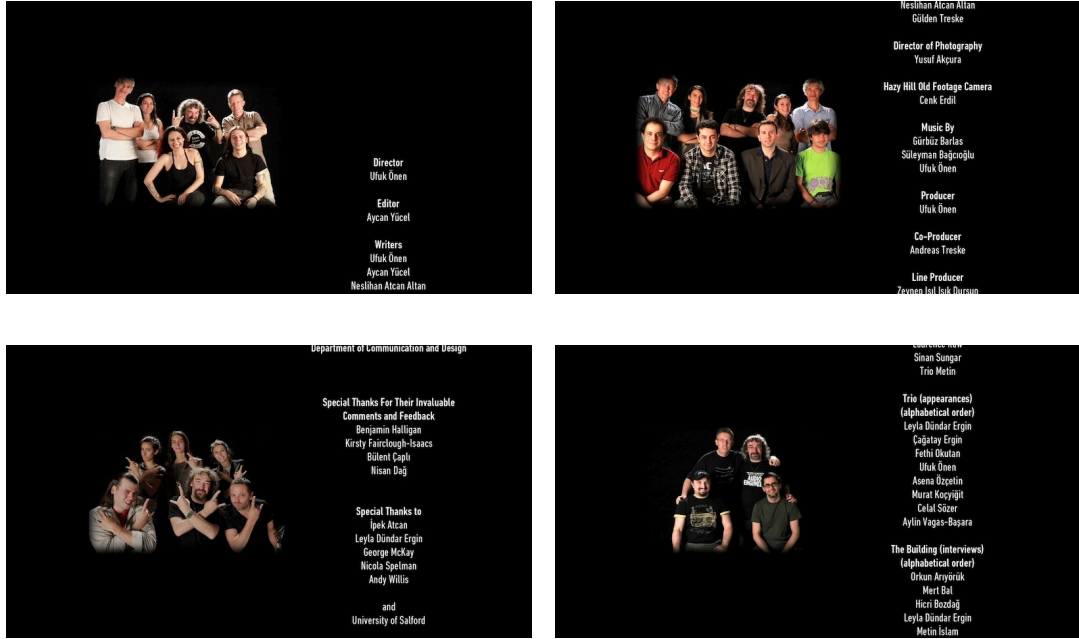 Director
Ufuk Önen
Editor
Aycan Yücel
Writers
Ufuk Önen
Aycan Yücel
Neslihan Atcan Altan
Neslihan Atcan Altan
Gülden Treske
Director of Photography
Yusuf Akçura
Hazy Hill Old Footage Camera
Cenk Erdil
Music By
Gürbüz Barlas
Süleyman Bağcıoğlu
Ufuk Önen
Producer
Ufuk Önen
Co-Producer
Andreas Treske
Line Producer
Zeynep Işıl Işık Dursun
Department of Communication and Design
Special Thanks For Their Invaluable
Comments and Feedback
Benjamin Halligan
Kirsty Fairclough-Isaacs
Bülent Çaplı
Nisan Dağ
Special Thanks to
İpek Atcan
Leyla Dündar Ergin
George McKay
Nicola Spelman
Andy Willis
and
University of Salford
Sinan Sungar
Trio Metin
Trio (appearances)
(alphabetical order)
Leyla Dündar Ergin
Çağatay Ergin
Fethi Okutan
Ufuk Önen
Asena Özçetin
Murat Koçyiğit
Celal Sözer
Aylin Vagas-Başara
The Building (interviews)
(alphabetical order)
Orkun Arıyörük
Mert Bal
Hicri Bozdağ
Leyla Dündar Ergin
Metin İslam